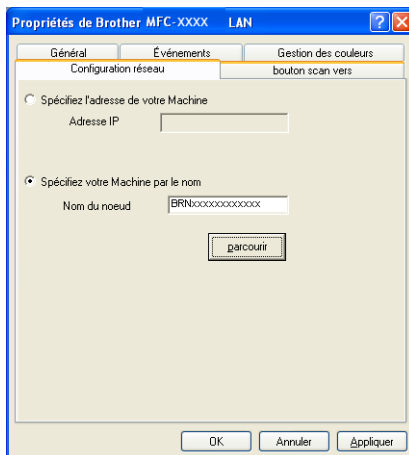 Propriétés de Brother MFC-XXXX LAN
Général Événements Gestion des couleurs
Configuration réseau bouton scan vers
Spécifiez l'adresse de votre Machine
Adresse IP
Spécifiez votre Machine par le nom
Nom du noeud BRNxxxxxxxxxxxx
parcourir
OK Annuler Appliquer